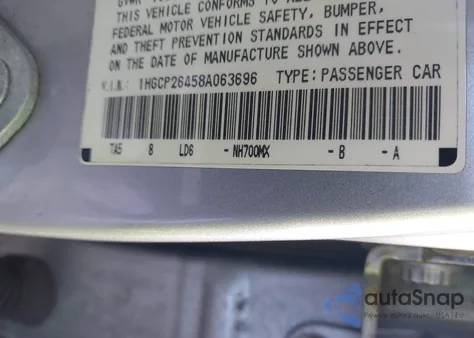 THIS VEHICLE CONFORMS TO ALL
FEDERAL MOTOR VEHICLE SAFETY, BUMPER,
AND THEFT PREVENTION STANDARDS IN EFFECT
ON THE DATE OF MANUFACTURE SHOWN ABOVE.
V.I.N.: 1HGCP26458A063696 TYPE: PASSENGER CAR
TA5 8 LD6 -NH700MX -B -A
autoSnap